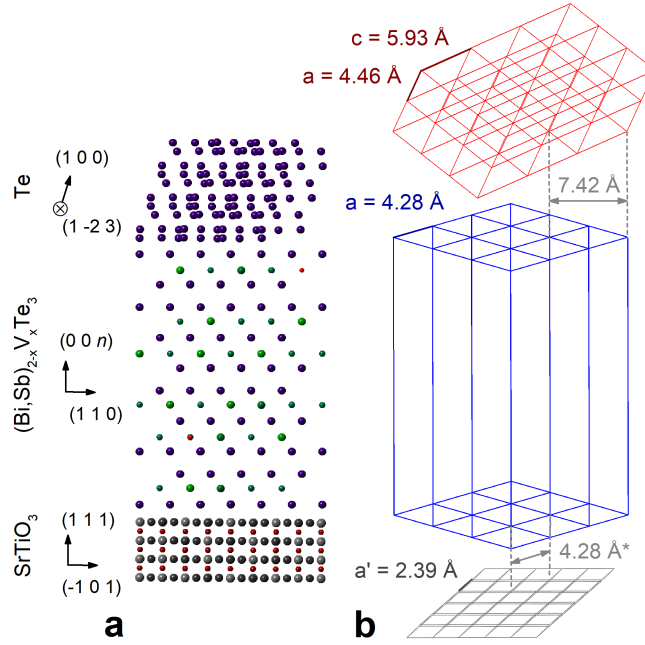 c = 5.93 Å
a = 4.46 Å
Te
(1 0 0)
(1 -2 3)
7.42 Å
a = 4.28 Å
(Bi,Sb)₂₋ₓVₓTe₃
(0 0 n)
(1 1 0)
SrTiO₃
(1 1 1)
(-1 0 1)
4.28 Å*
a' = 2.39 Å
a
b